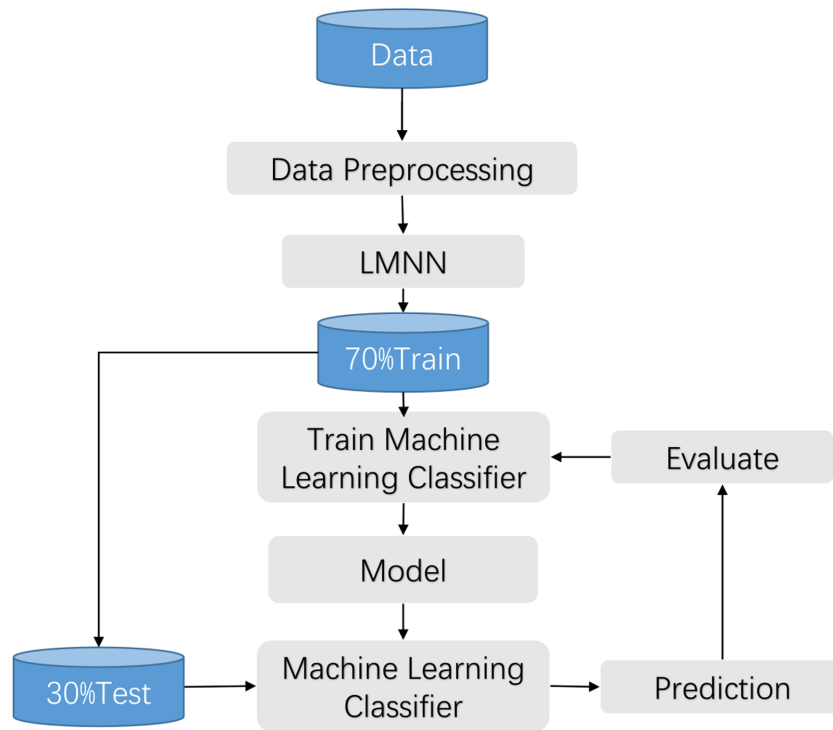 Data
Data Preprocessing
LMNN
70%Train
Train Machine
Learning Classifier
Evaluate
Model
30%Test
Machine Learning
Classifier
Prediction